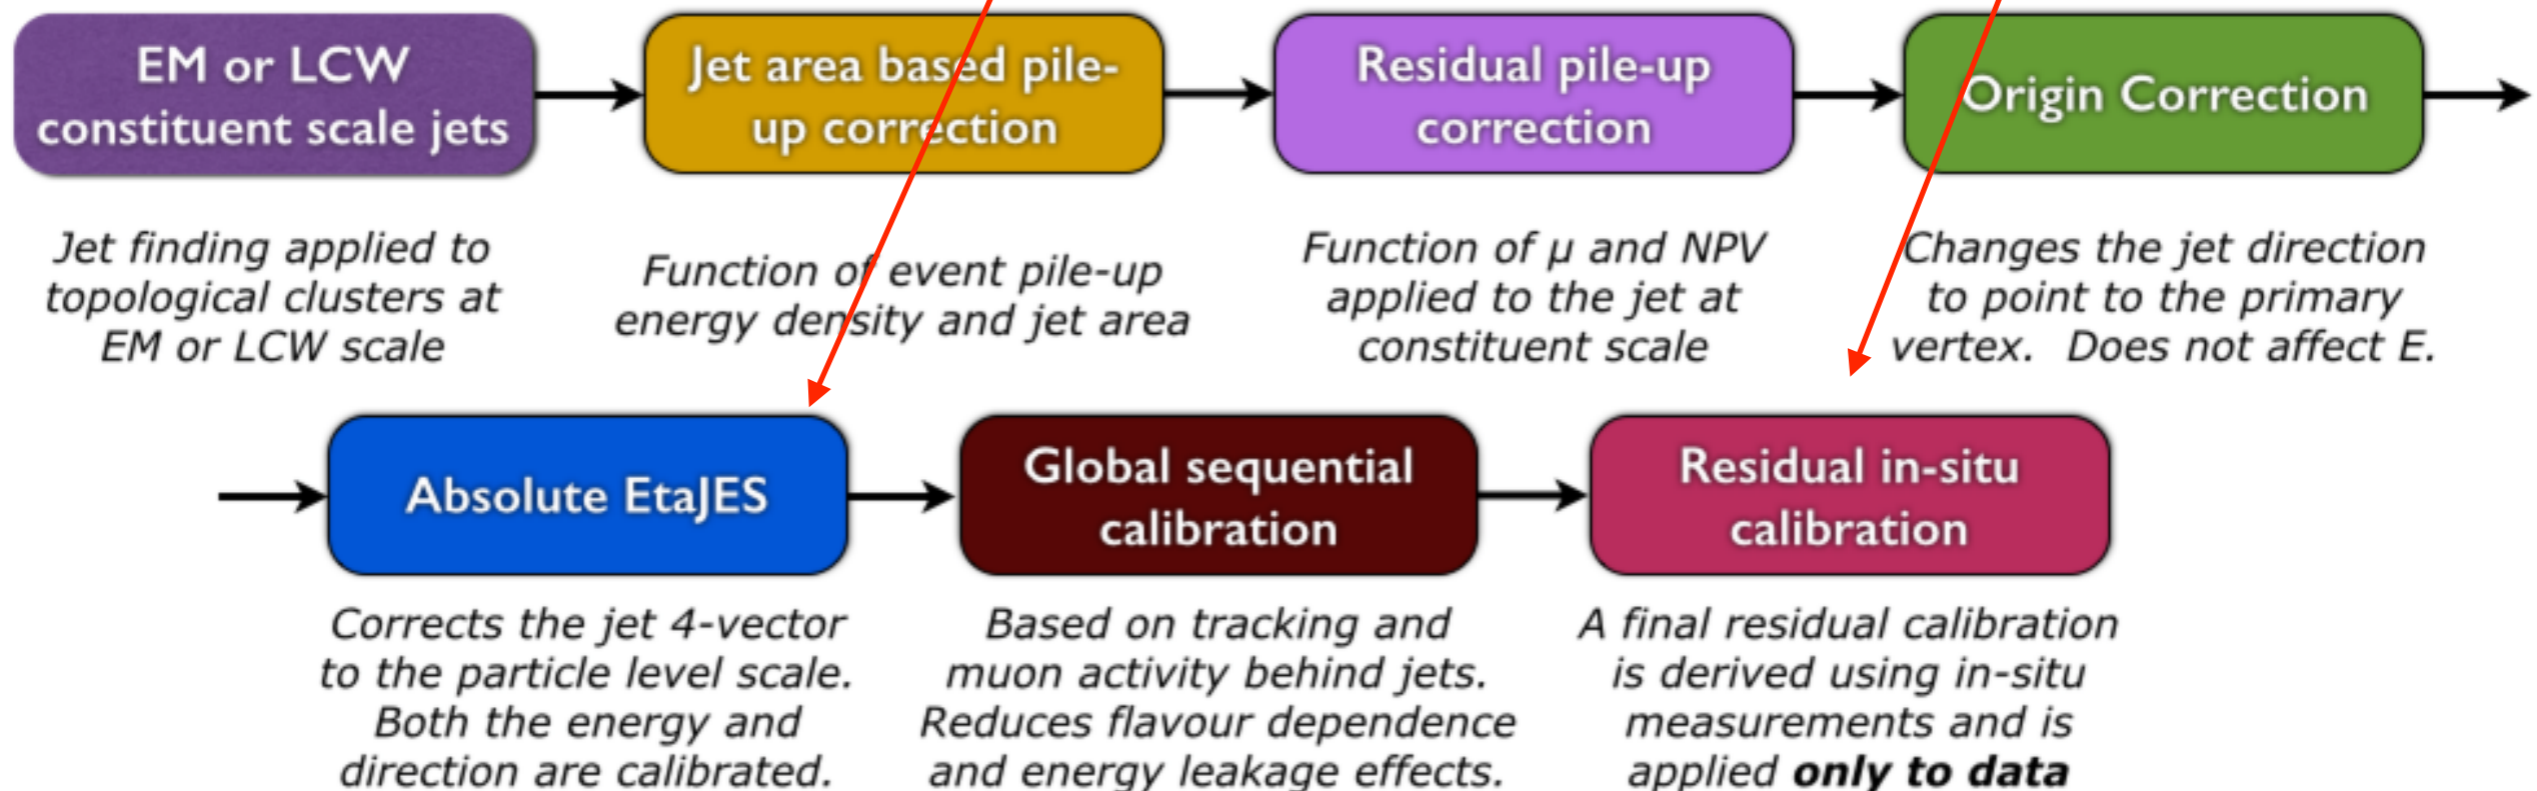 EM or LCW
constituent scale jets
Jet finding applied to
topological clusters at
EM or LCW scale
Jet area based pile-
up correction
Function of event pile-up
energy density and jet area
Residual pile-up
correction
Function of µ and NPV
applied to the jet at
constituent scale
Origin Correction
Changes the jet direction
to point to the primary
vertex. Does not affect E.
Absolute EtaJES
Corrects the jet 4-vector
to the particle level scale.
Both the energy and
direction are calibrated.
Global sequential
calibration
Based on tracking and
muon activity behind jets.
Reduces flavour dependence
and energy leakage effects.
Residual in-situ
calibration
A final residual calibration
is derived using in-situ
measurements and is
applied only to data